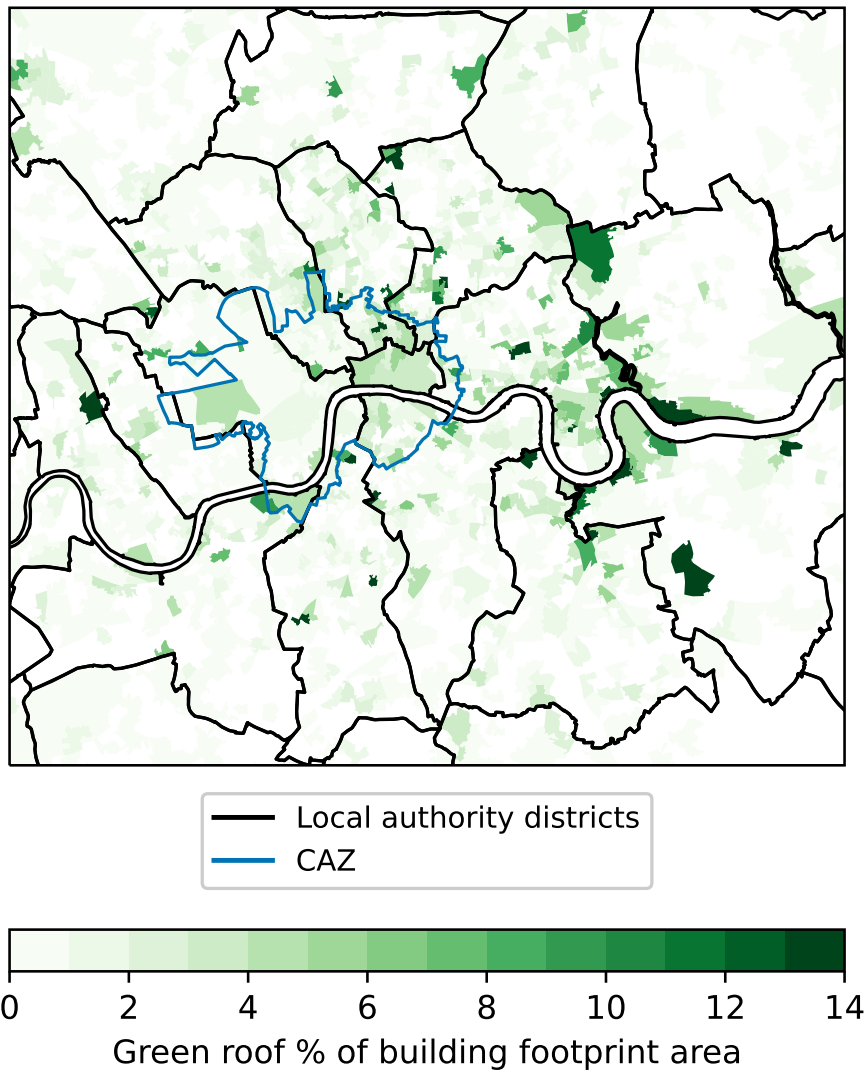 Local authority districts
CAZ
0 2 4 6 8 10 12 14
Green roof % of building footprint area